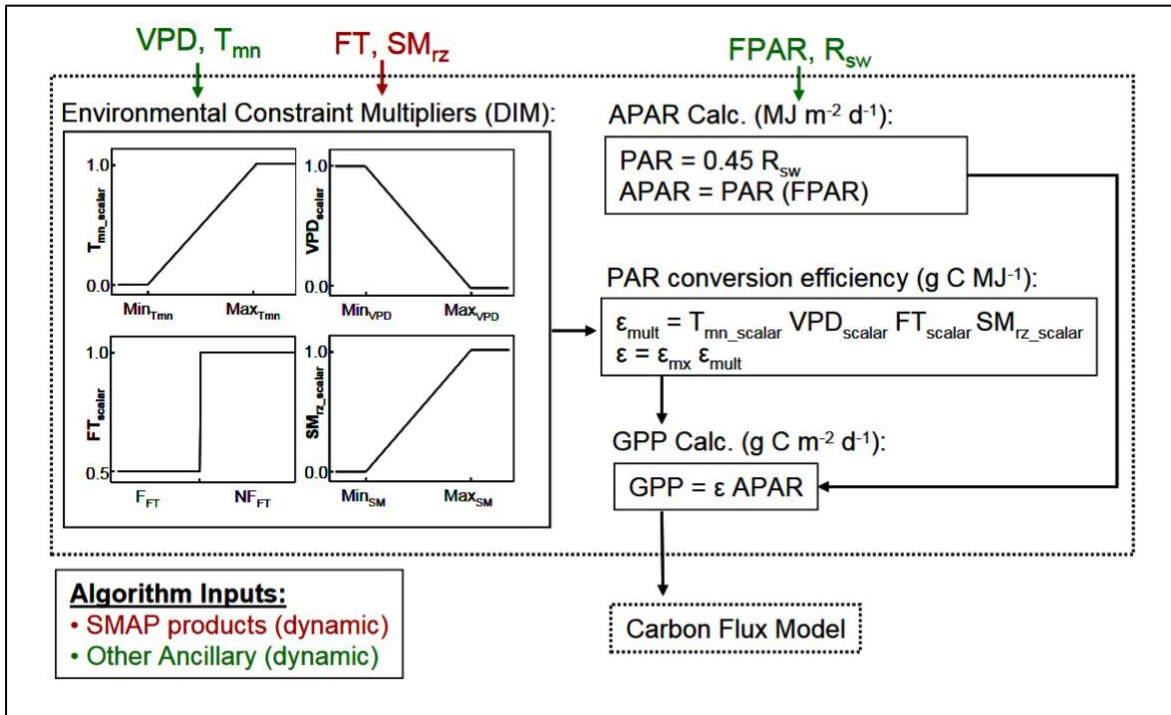 VPD, Tmn
FT, SMrz
FPAR, Rsw
Environmental Constraint Multipliers (DIM):
1.0
0.0
Tmn_scalar
MinTmn
MaxTmn
1.0
0.0
VPDscalar
MinVPD
MaxVPD
1.0
0.5
FTscalar
FFT
NFFT
1.0
0.0
SMrz_scalar
MinSM
MaxSM
APAR Calc. (MJ m-2 d-1):
PAR = 0.45 Rsw
APAR = PAR (FPAR)
PAR conversion efficiency (g C MJ-1):
εmult = Tmn_scalar VPDscalar FTscalar SMrz_scalar
ε = εmx εmult
GPP Calc. (g C m-2 d-1):
GPP = ε APAR
Carbon Flux Model
Algorithm Inputs:
• SMAP products (dynamic)
• Other Ancillary (dynamic)